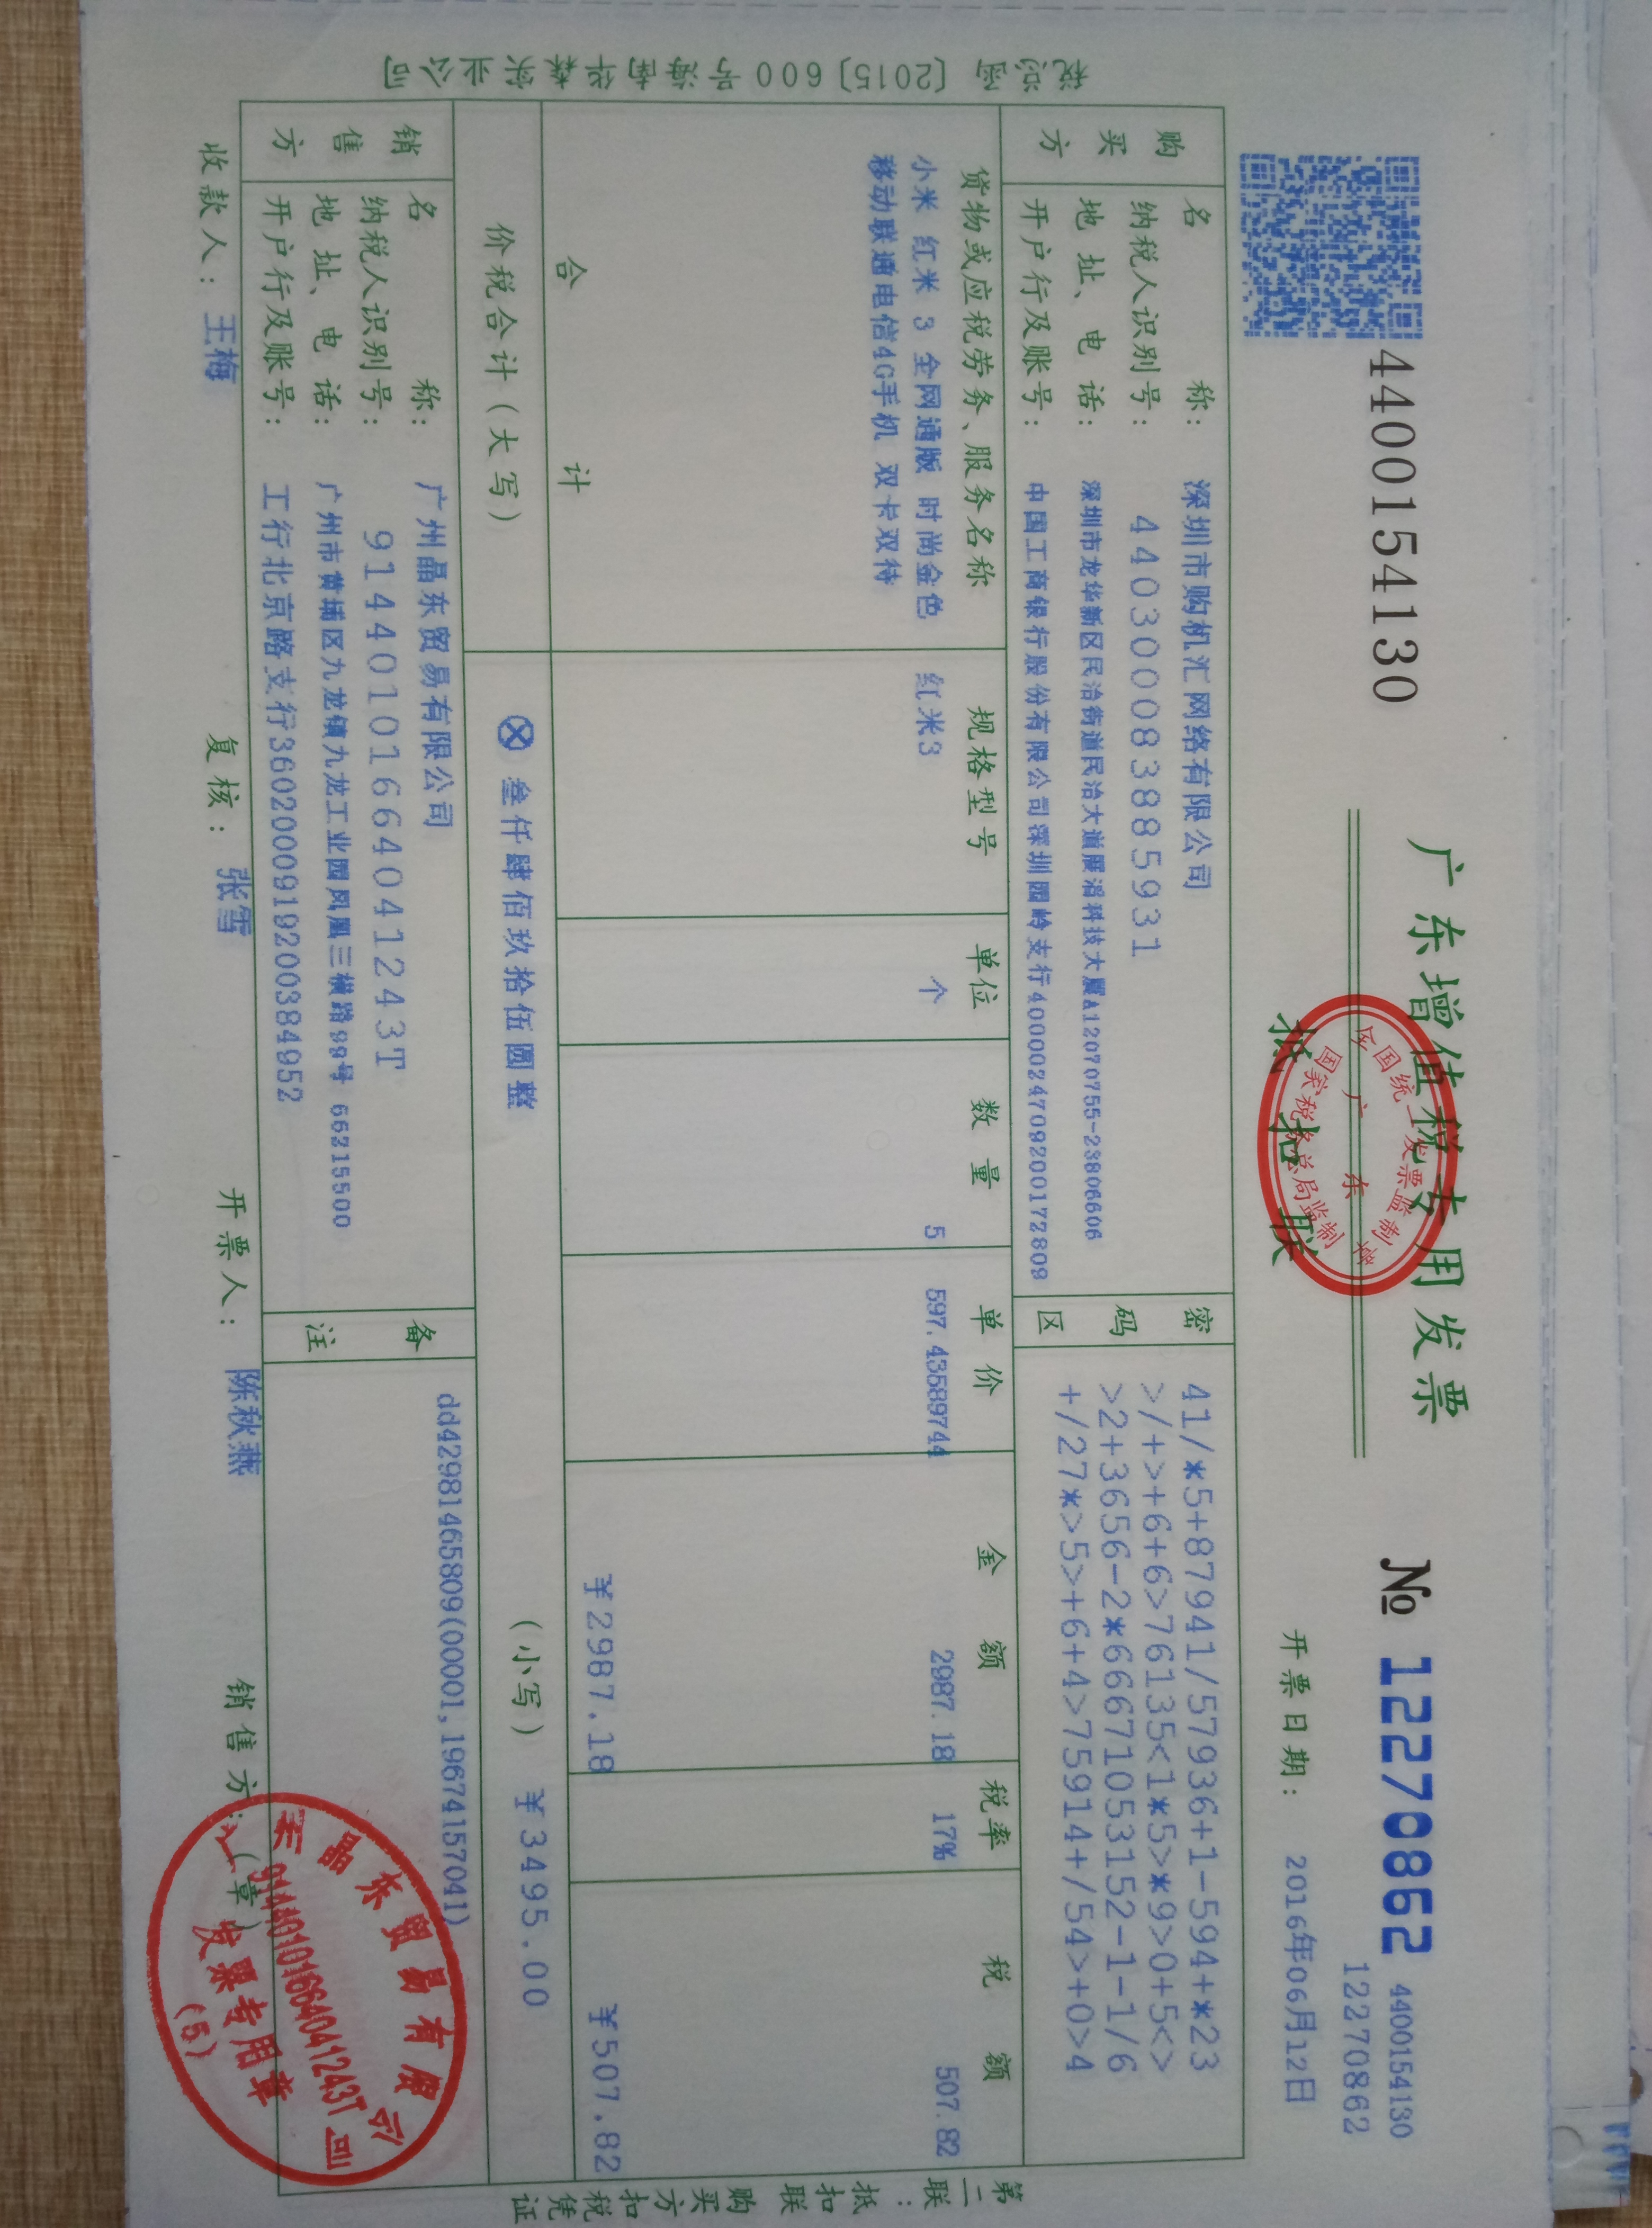 4400154130
广东增值税专用发票
№ 12270862
4400154130
12270862
抵扣联
全国统一发票监制章
广东
国家税务总局监制
开票日期: 2016年06月12日
购买方
名 称: 深圳市购机汇网络有限公司
纳税人识别号: 440300083885931
地址、电话: 深圳市龙华新区民治街道民治大道展滔科技大厦A12070755-23806606
开户行及账号: 中国工商银行股份有限公司深圳园岭支行4000024709200172809
密码区
41/*5+87941/57936+1-594+*23
>/+>+6+6>76135<1*5>*9>0+5<>
>2+3656-2*66671053152-1-1/6
+/27*>5>+6+4>75914+/54>+0>4
货物或应税劳务、服务名称 规格型号 单位 数量 单价 金额 税率 税额
小米 红米 3 全网通版 时尚金色 红米3 个 5 597.43589744 2987.18 17% 507.82
移动联通电信4G手机 双卡双待
合 计 ¥2987.18 ¥507.82
价税合计(大写) ⊗ 叁仟肆佰玖拾伍圆整 (小写) ¥3495.00
销售方
名 称: 广州晶东贸易有限公司
纳税人识别号: 91440101664041243T
地址、电话: 广州市黄埔区九龙镇九龙工业园凤凰三横路99号 66215500
开户行及账号: 工行北京路支行3602000919200384952
备注
dd42981465809(00001,19674157041)
收款人: 王梅 复核: 张雪 开票人: 陈秋燕 销售方:(章)
广州晶东贸易有限公司
91440101664041243T
发票专用章
(5)
税总函〔2015〕600号海南华森实业公司
第二联:抵扣联 购买方扣税凭证